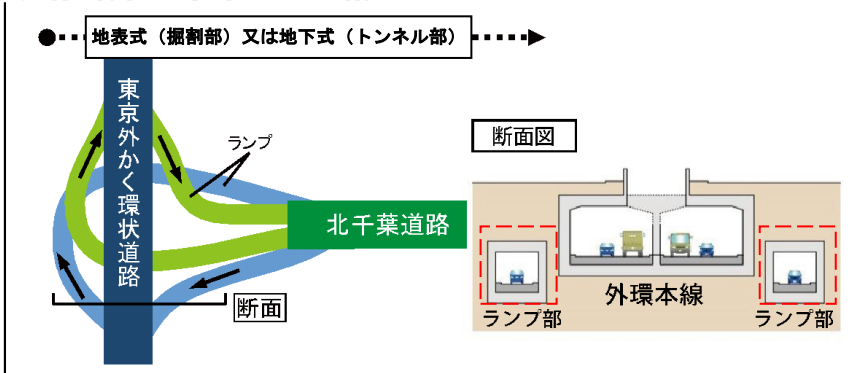 地表式（掘割部）又は地下式（トンネル部）
東京外かく環状道路
ランプ
北千葉道路
断面
断面図
外環本線
ランプ部
ランプ部